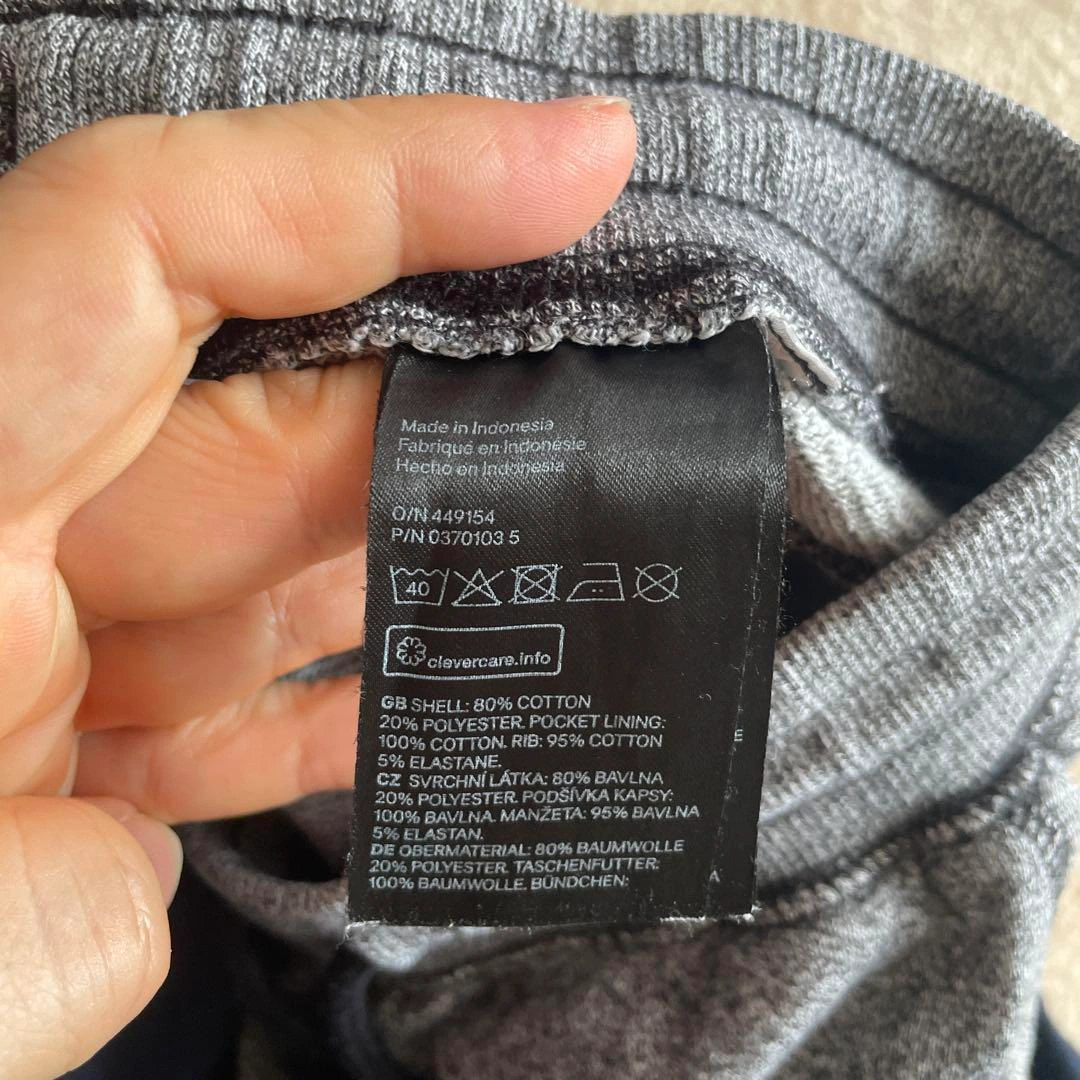 Made in Indonesia
Fabriqué en Indonésie
Hecho en Indonesia
O/N 449154
P/N 0370103 5
40
clevercare.info
GB SHELL: 80% COTTON
20% POLYESTER. POCKET LINING:
100% COTTON. RIB: 95% COTTON
5% ELASTANE.
CZ SVRCHNÍ LÁTKA: 80% BAVLNA
20% POLYESTER. PODŠÍVKA KAPSY:
100% BAVLNA. MANŽETA: 95% BAVLNA
5% ELASTAN.
DE OBERMATERIAL: 80% BAUMWOLLE
20% POLYESTER. TASCHENFUTTER:
100% BAUMWOLLE. BÜNDCHEN:
E
A